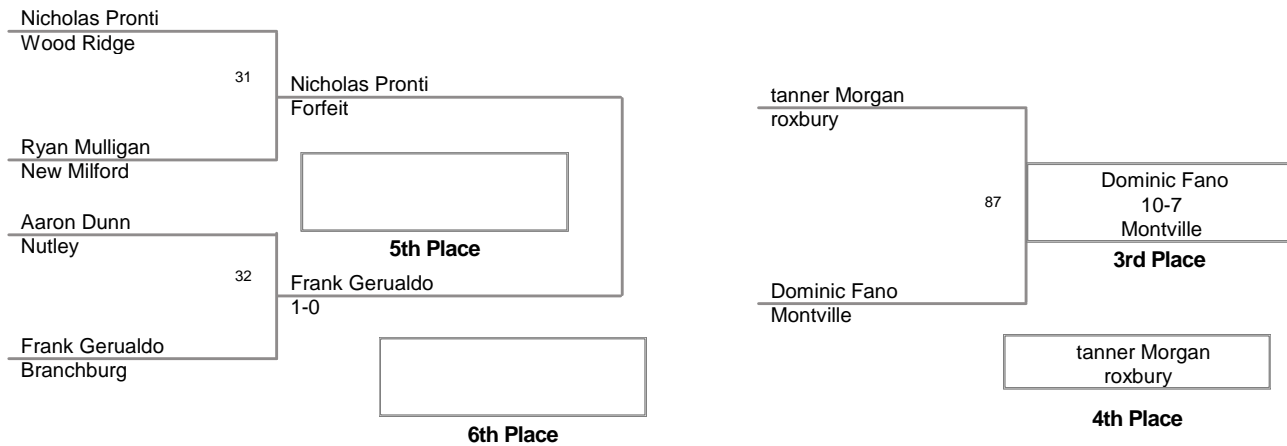 Nicholas Pronti
Wood Ridge
31
Nicholas Pronti
Forfeit
Ryan Mulligan
New Milford
Aaron Dunn
Nutley
5th Place
32
Frank Gerualdo
1-0
Frank Gerualdo
Branchburg
6th Place
tanner Morgan
roxbury
87
Dominic Fano
10-7
Montville
3rd Place
Dominic Fano
Montville
tanner Morgan
roxbury
4th Place